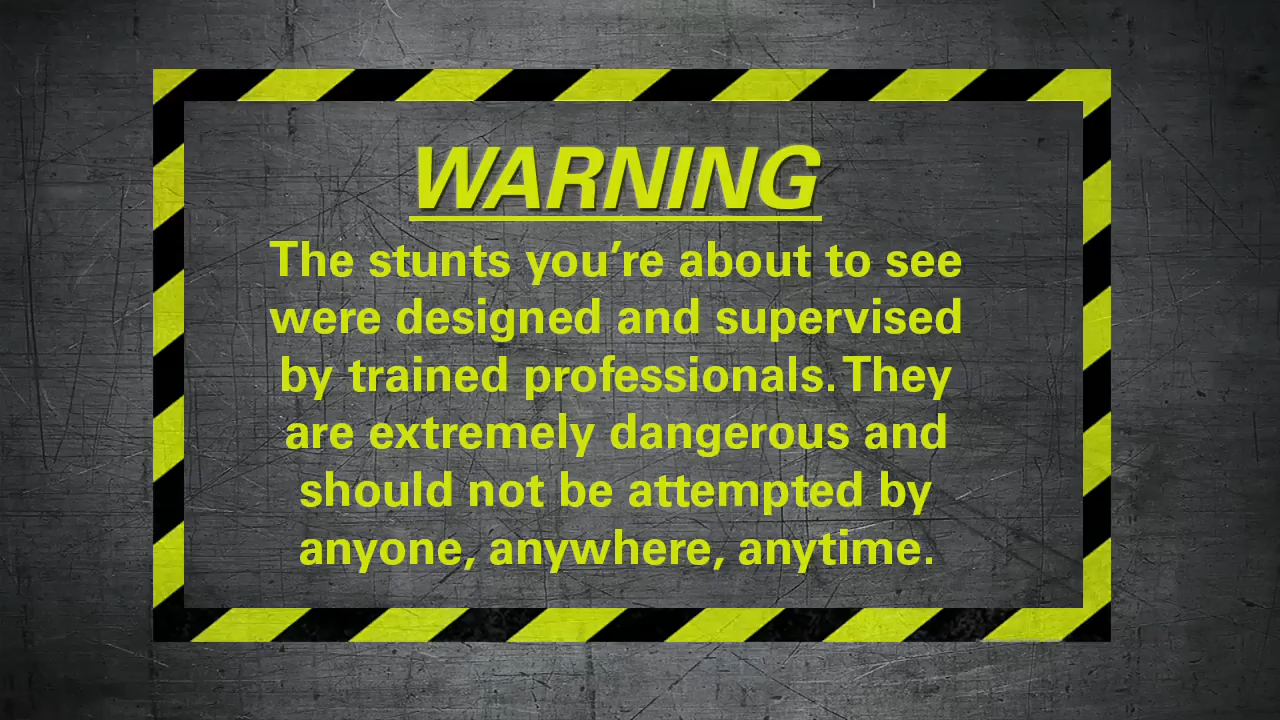 WARNING
The stunts you’re about to see
were designed and supervised
by trained professionals. They
are extremely dangerous and
should not be attempted by
anyone, anywhere, anytime.